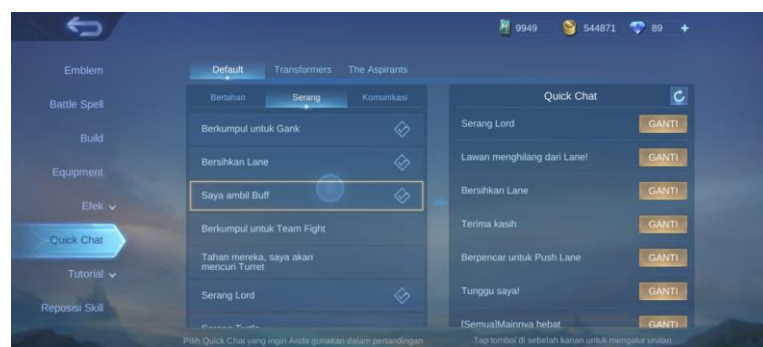 9949
544871
89
+
Emblem
Battle Spell
Build
Equipment
Efek
Quick Chat
Tutorial
Reposisi Skill
Default
Transformers
The Aspirants
Bertahan
Serang
Komunikasi
Berkumpul untuk Gank
Bersihkan Lane
Saya ambil Buff
Berkumpul untuk Team Fight
Tahan mereka, saya akan
mencuri Turret
Serang Lord
Serang Turtle
Pilih Quick Chat yang ingin Anda gunakan dalam pertandingan
Quick Chat
Serang Lord
GANTI
Lawan menghilang dari Lane!
GANTI
Bersihkan Lane
GANTI
Terima kasih
GANTI
Berpencar untuk Push Lane
GANTI
Tunggu saya!
GANTI
[Semua]Mainnya hebat
GANTI
Tap tombol di sebelah kanan untuk mengatur urutan